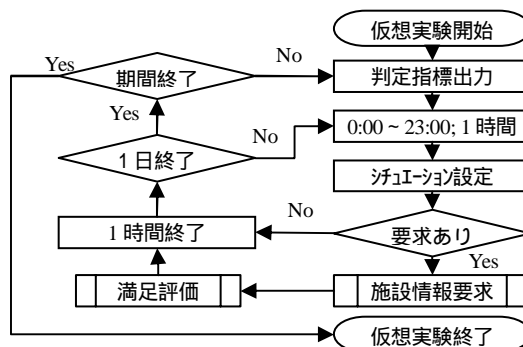 仮想実験開始
Yes
期間終了
No
判定指標出力
Yes
0:00 ~ 23:00; 1 時間
No
1 日終了
ｼﾁｭｴｰｼｮﾝ設定
No
1 時間終了
要求あり
Yes
満足評価
施設情報要求
仮想実験終了